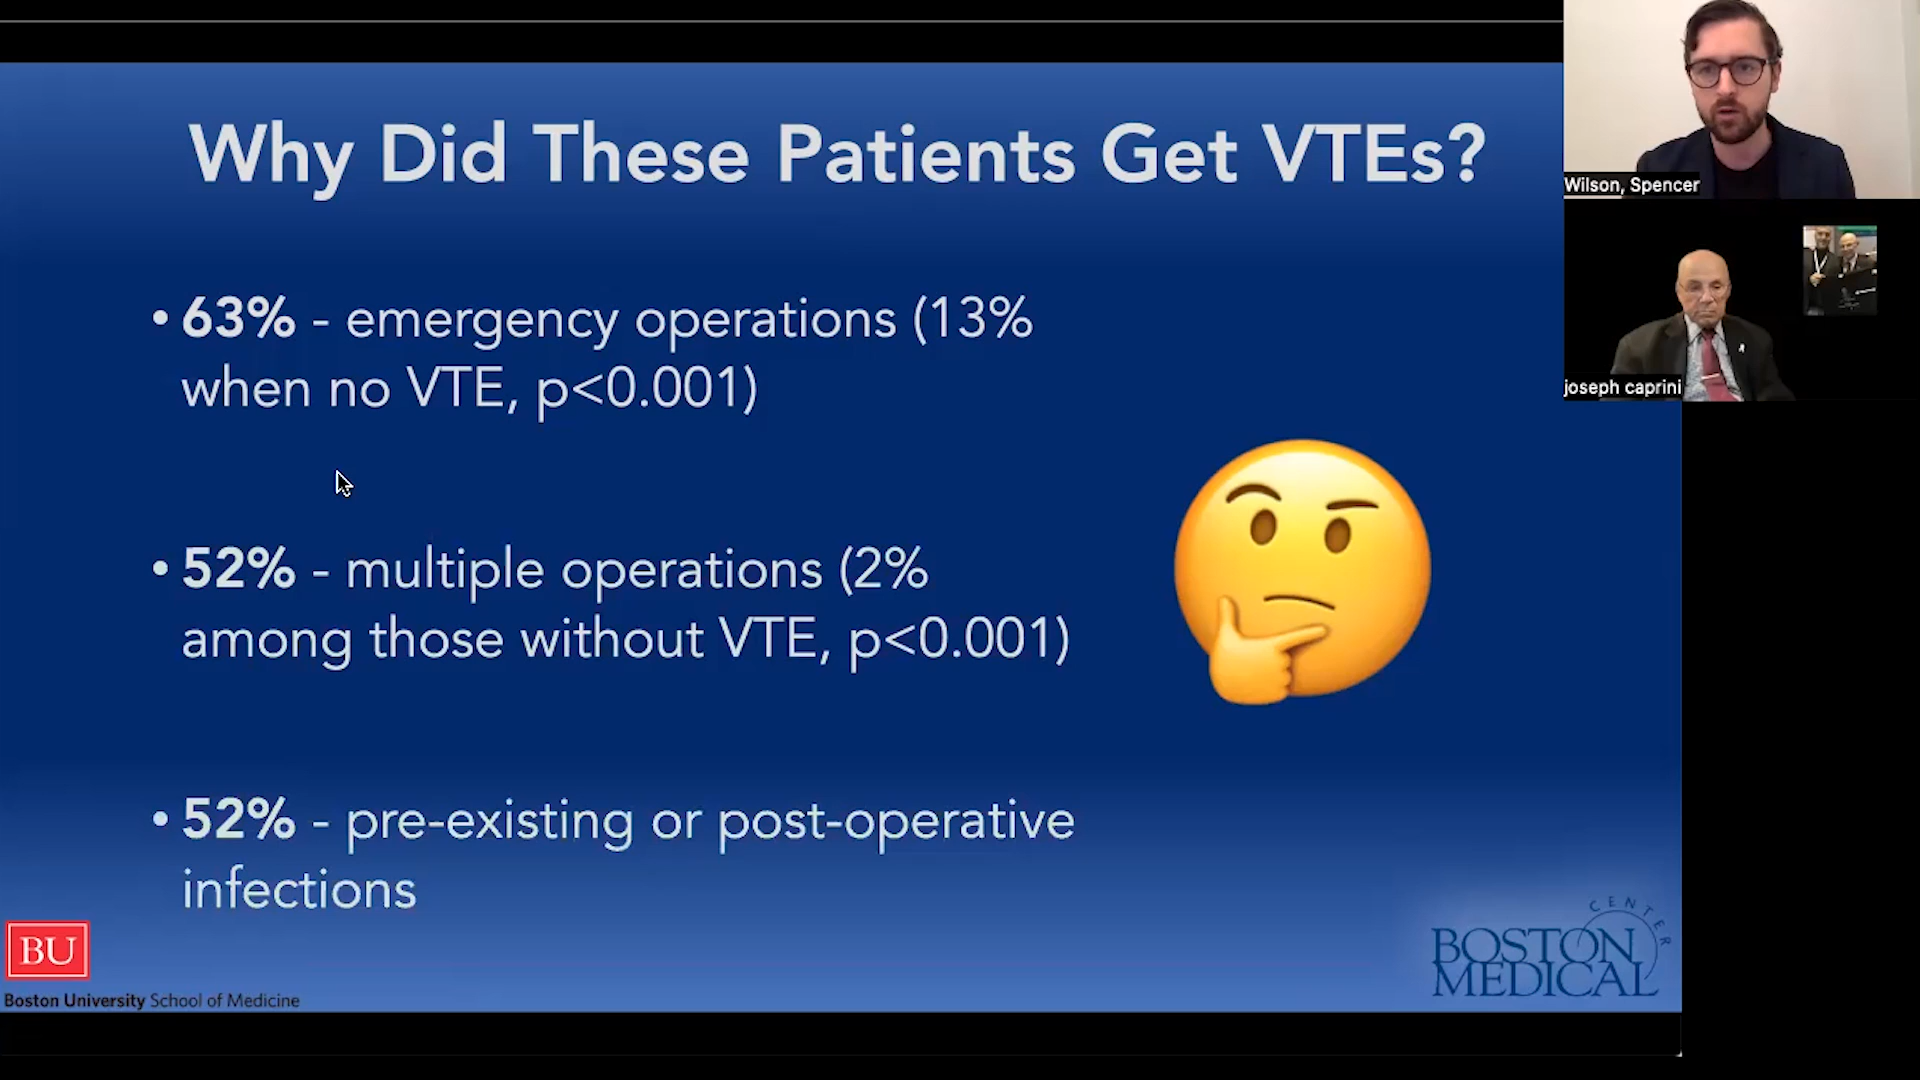 Why Did These Patients Get VTEs?
• 63% - emergency operations (13%
when no VTE, p<0.001)
• 52% - multiple operations (2%
among those without VTE, p<0.001)
• 52% - pre-existing or post-operative
infections
BU
Boston University School of Medicine
BOSTON
MEDICAL
CENTER
Wilson, Spencer
joseph caprini